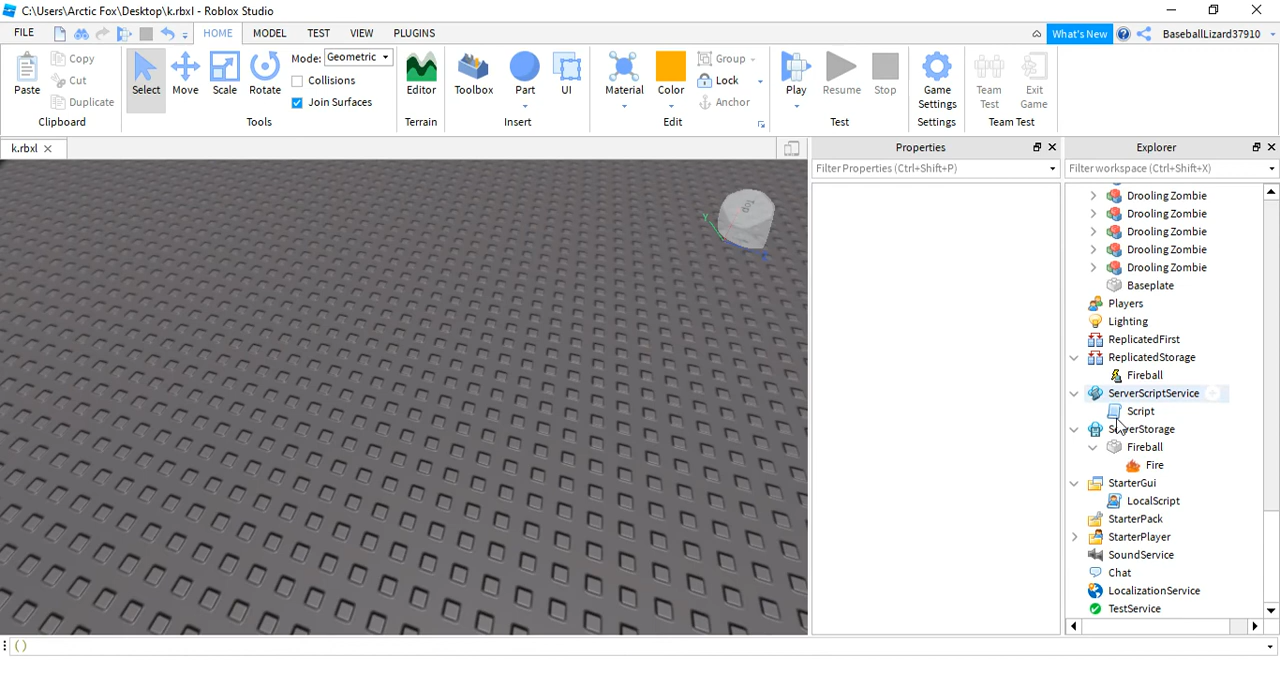 C:\Users\Arctic Fox\Desktop\k.rbxl - Roblox Studio
FILE HOME MODEL TEST VIEW PLUGINS What's New BaseballLizard37910
Paste Copy Cut Duplicate Clipboard
Select Move Scale Rotate Mode: Geometric Collisions Join Surfaces Tools
Editor Terrain
Toolbox Part UI Insert
Material Color Group Lock Anchor Edit
Play Resume Stop Test
Game Settings Settings
Team Test Exit Game Team Test
k.rbxl
Top
Y
Properties
Filter Properties (Ctrl+Shift+P)
Explorer
Filter workspace (Ctrl+Shift+X)
Drooling Zombie
Drooling Zombie
Drooling Zombie
Drooling Zombie
Drooling Zombie
Baseplate
Players
Lighting
ReplicatedFirst
ReplicatedStorage
Fireball
ServerScriptService
Script
ServerStorage
Fireball
Fire
StarterGui
LocalScript
StarterPack
StarterPlayer
SoundService
Chat
LocalizationService
TestService
()